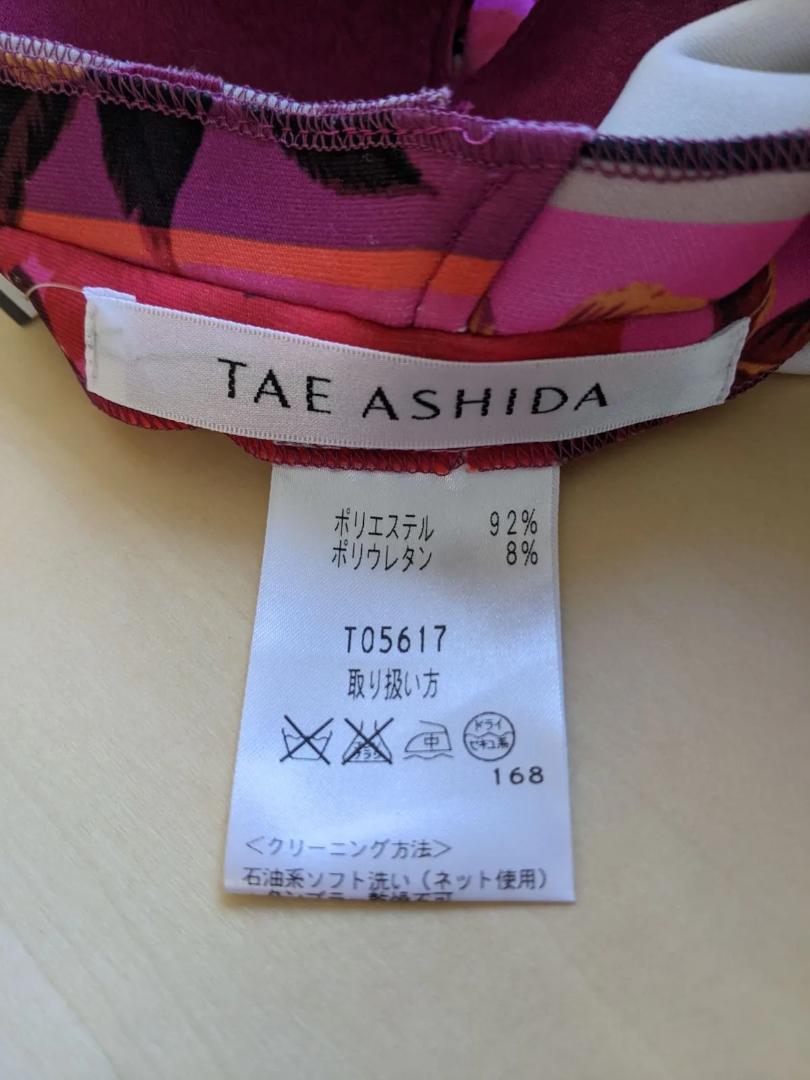 TAE ASHIDA
ポリエステル 92%
ポリウレタン 8%
T05617
取り扱い方
中 ドライ セキユ系
168
<クリーニング方法>
石油系ソフト洗い(ネット使用)